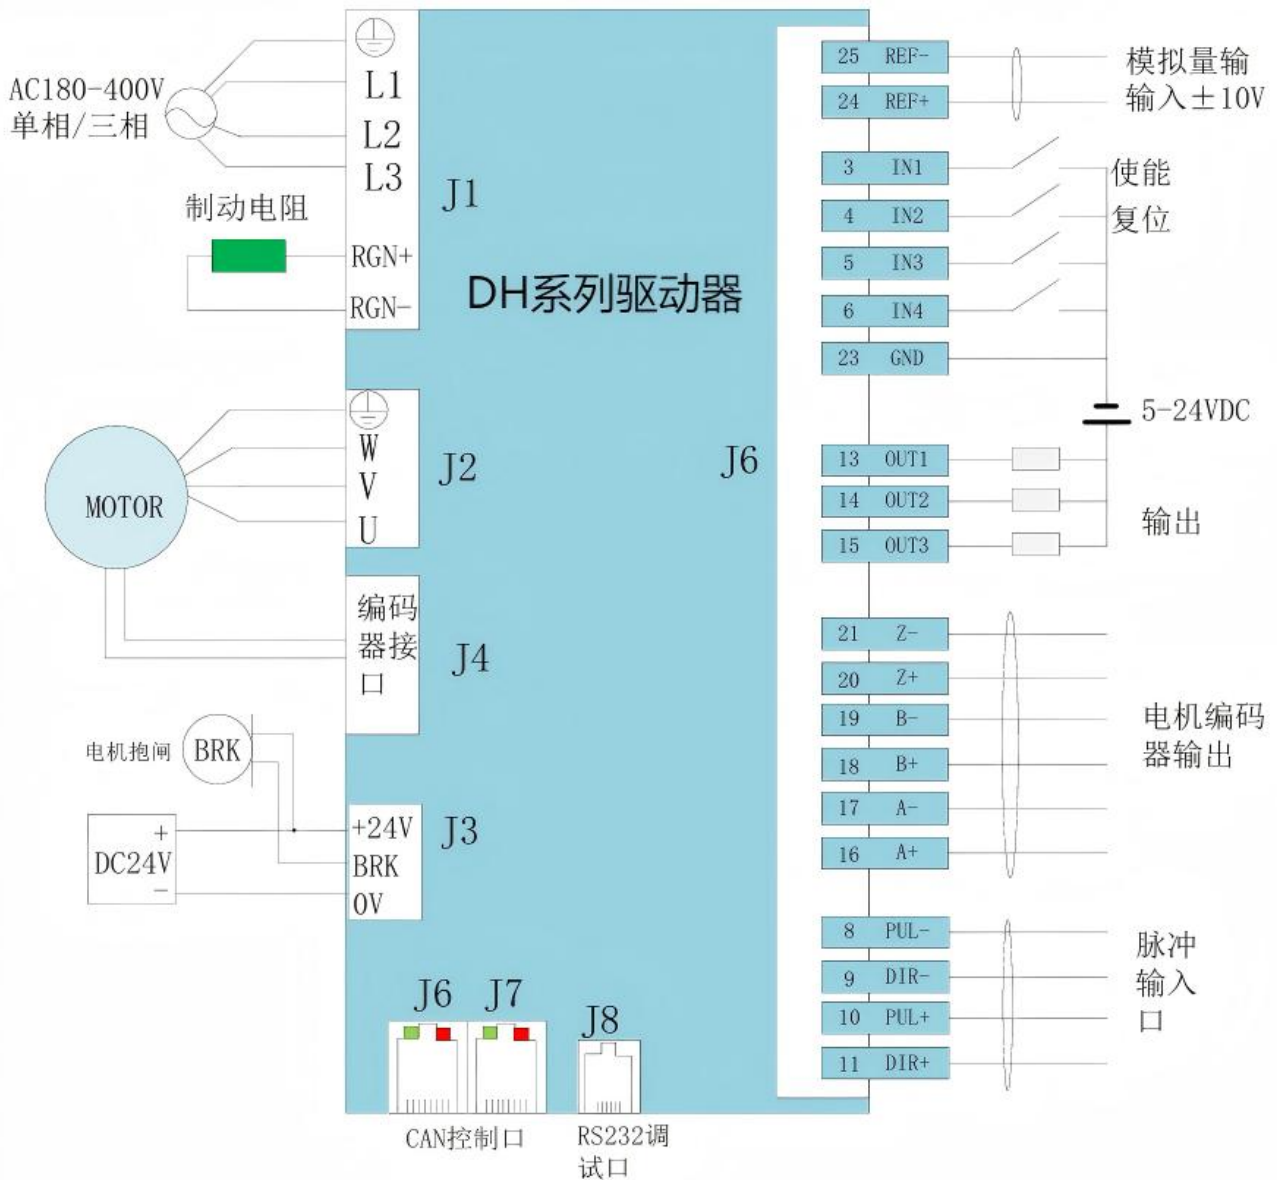 AC180-400V
单相/三相
L1
L2
L3
J1
制动电阻
RGN+
RGN-
DH系列驱动器
MOTOR
W
V
U
J2
编码
器接
口
J4
电机抱闸
BRK
DC24V
+
-
+24V
BRK
0V
J3
J6
J7
J8
CAN控制口
RS232调
试口
J6
25 REF-
24 REF+
模拟量输
输入±10V
3 IN1
使能
4 IN2
复位
5 IN3
6 IN4
23 GND
5-24VDC
13 OUT1
14 OUT2
15 OUT3
输出
21 Z-
20 Z+
19 B-
18 B+
17 A-
16 A+
电机编码
器输出
8 PUL-
9 DIR-
10 PUL+
11 DIR+
脉冲
输入
口